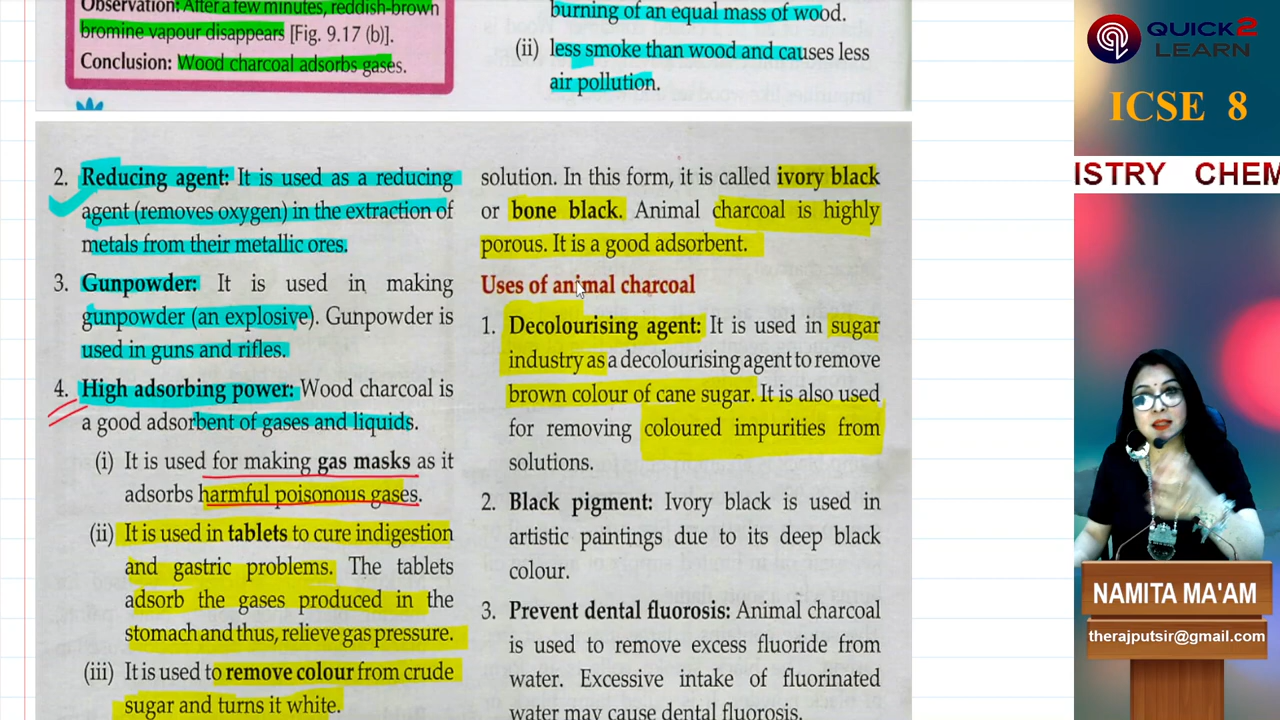 Observation: After a few minutes, reddish-brown
bromine vapour disappears [Fig. 9.17 (b)].
Conclusion: Wood charcoal adsorbs gases.
burning of an equal mass of wood.
(ii) less smoke than wood and causes less
air pollution.
2. Reducing agent: It is used as a reducing
agent (removes oxygen) in the extraction of
metals from their metallic ores.
3. Gunpowder: It is used in making
gunpowder (an explosive). Gunpowder is
used in guns and rifles.
4. High adsorbing power: Wood charcoal is
a good adsorbent of gases and liquids.
(i) It is used for making gas masks as it
adsorbs harmful poisonous gases.
(ii) It is used in tablets to cure indigestion
and gastric problems. The tablets
adsorb the gases produced in the
stomach and thus, relieve gas pressure.
(iii) It is used to remove colour from crude
sugar and turns it white.
solution. In this form, it is called ivory black
or bone black. Animal charcoal is highly
porous. It is a good adsorbent.
Uses of animal charcoal
1. Decolourising agent: It is used in sugar
industry as a decolourising agent to remove
brown colour of cane sugar. It is also used
for removing coloured impurities from
solutions.
2. Black pigment: Ivory black is used in
artistic paintings due to its deep black
colour.
3. Prevent dental fluorosis: Animal charcoal
is used to remove excess fluoride from
water. Excessive intake of fluorinated
water may cause dental fluorosis.
QUICK2
LEARN
ICSE 8
ISTRY CHEM
NAMITA MA'AM
therajputsir@gmail.com